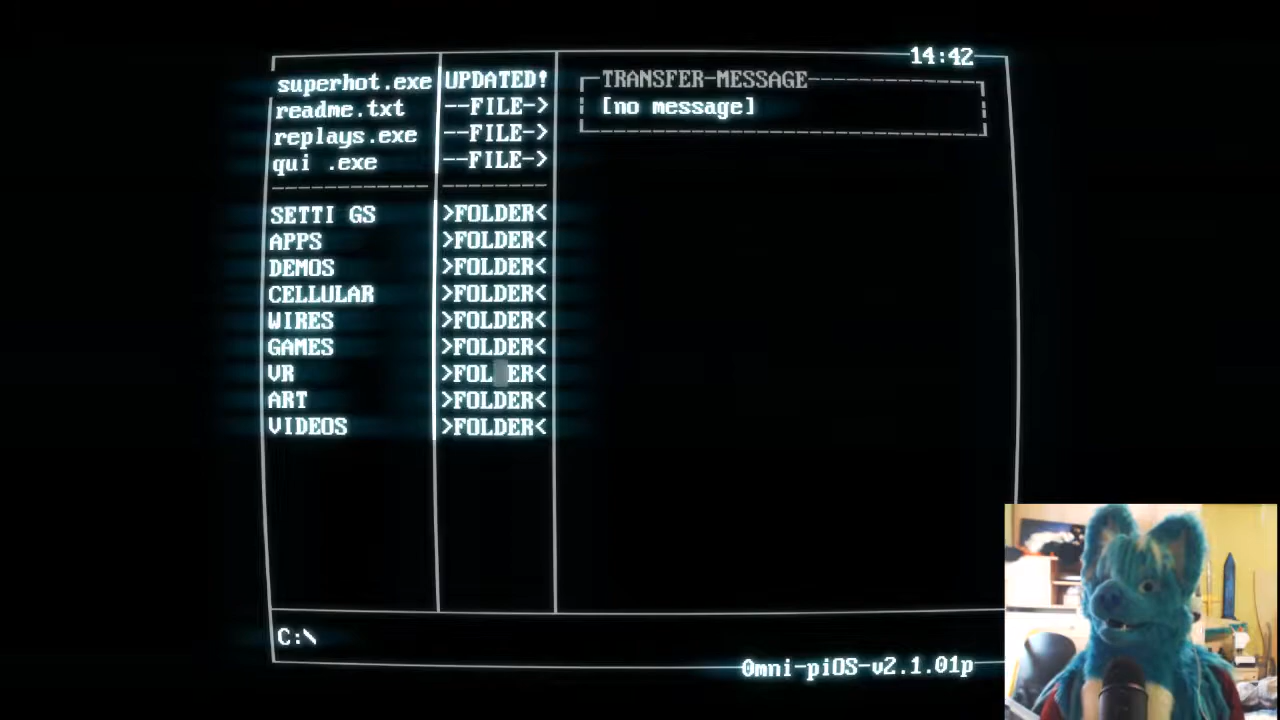 14:42
superhot.exe UPDATED!
readme.txt --FILE->
replays.exe --FILE->
qui .exe --FILE->
SETTI GS >FOLDER<
APPS >FOLDER<
DEMOS >FOLDER<
CELLULAR >FOLDER<
WIRES >FOLDER<
GAMES >FOLDER<
VR >FOL ER<
ART >FOLDER<
VIDEOS >FOLDER<
TRANSFER-MESSAGE
[no message]
C:\
0mni-piOS-v2.1.01p